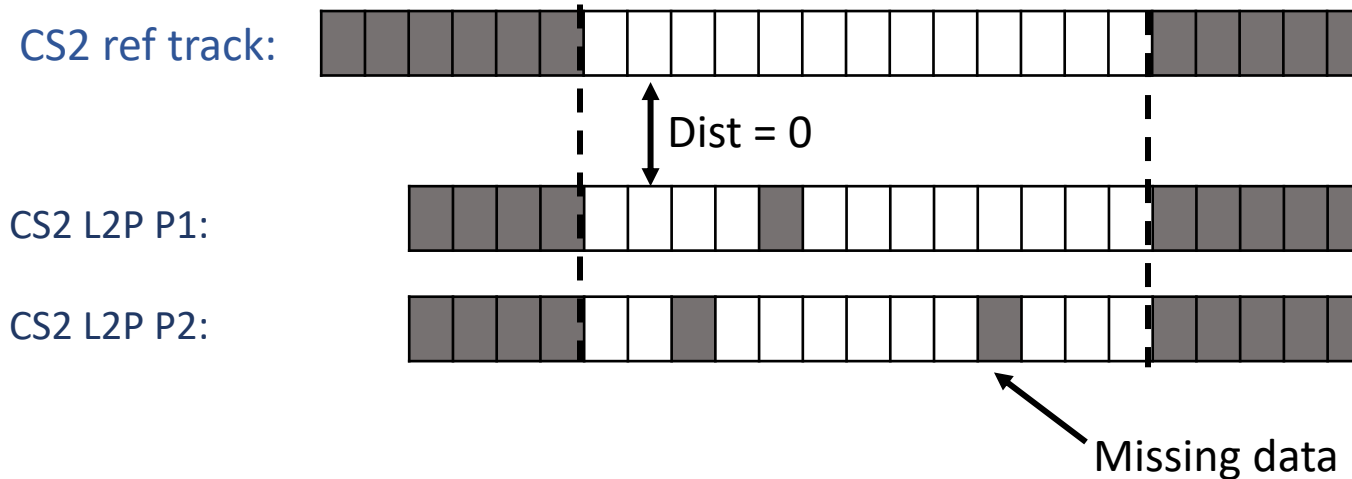 CS2 ref track:
Dist = 0
CS2 L2P P1:
CS2 L2P P2:
Missing data